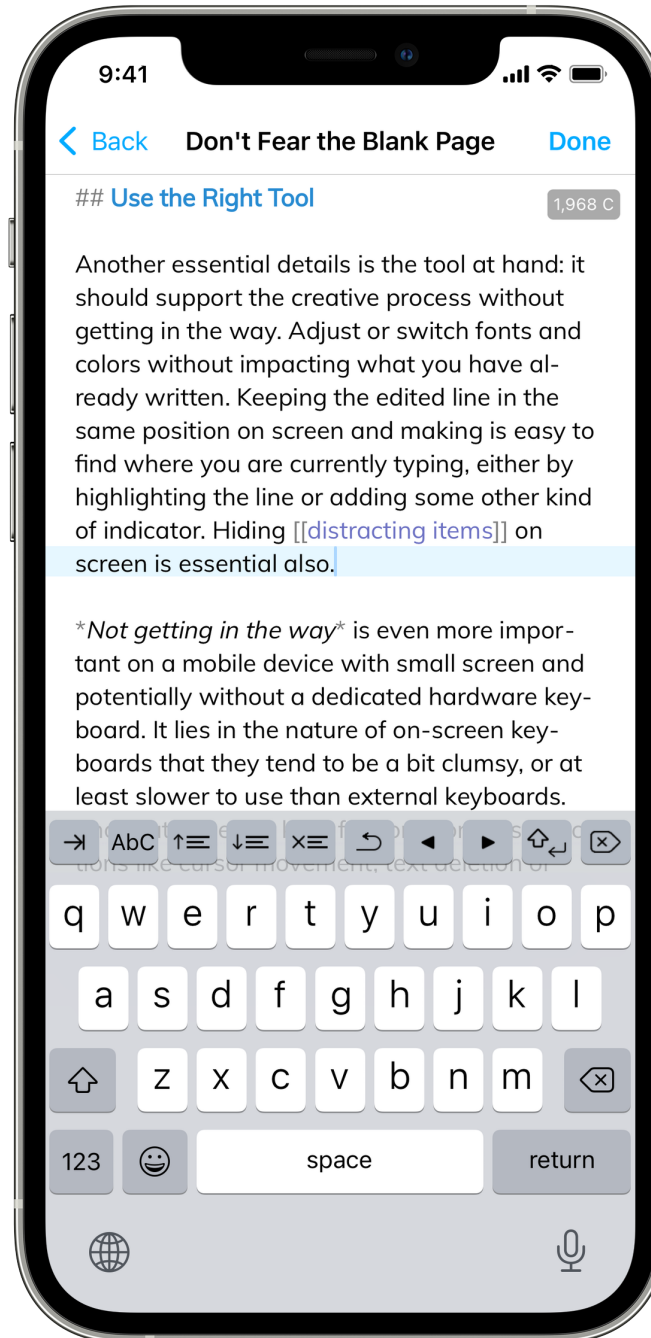 9:41
Back Don't Fear the Blank Page Done
## Use the Right Tool 1,968 C
Another essential details is the tool at hand: it
should support the creative process without
getting in the way. Adjust or switch fonts and
colors without impacting what you have al-
ready written. Keeping the edited line in the
same position on screen and making is easy to
find where you are currently typing, either by
highlighting the line or adding some other kind
of indicator. Hiding [[distracting items]] on
screen is essential also.
*Not getting in the way* is even more impor-
tant on a mobile device with small screen and
potentially without a dedicated hardware key-
board. It lies in the nature of on-screen key-
boards that they tend to be a bit clumsy, or at
least slower to use than external keyboards.
AbC
tions like cursor movement, text deletion or
q w e r t y u i o p
a s d f g h j k l
z x c v b n m
123 space return